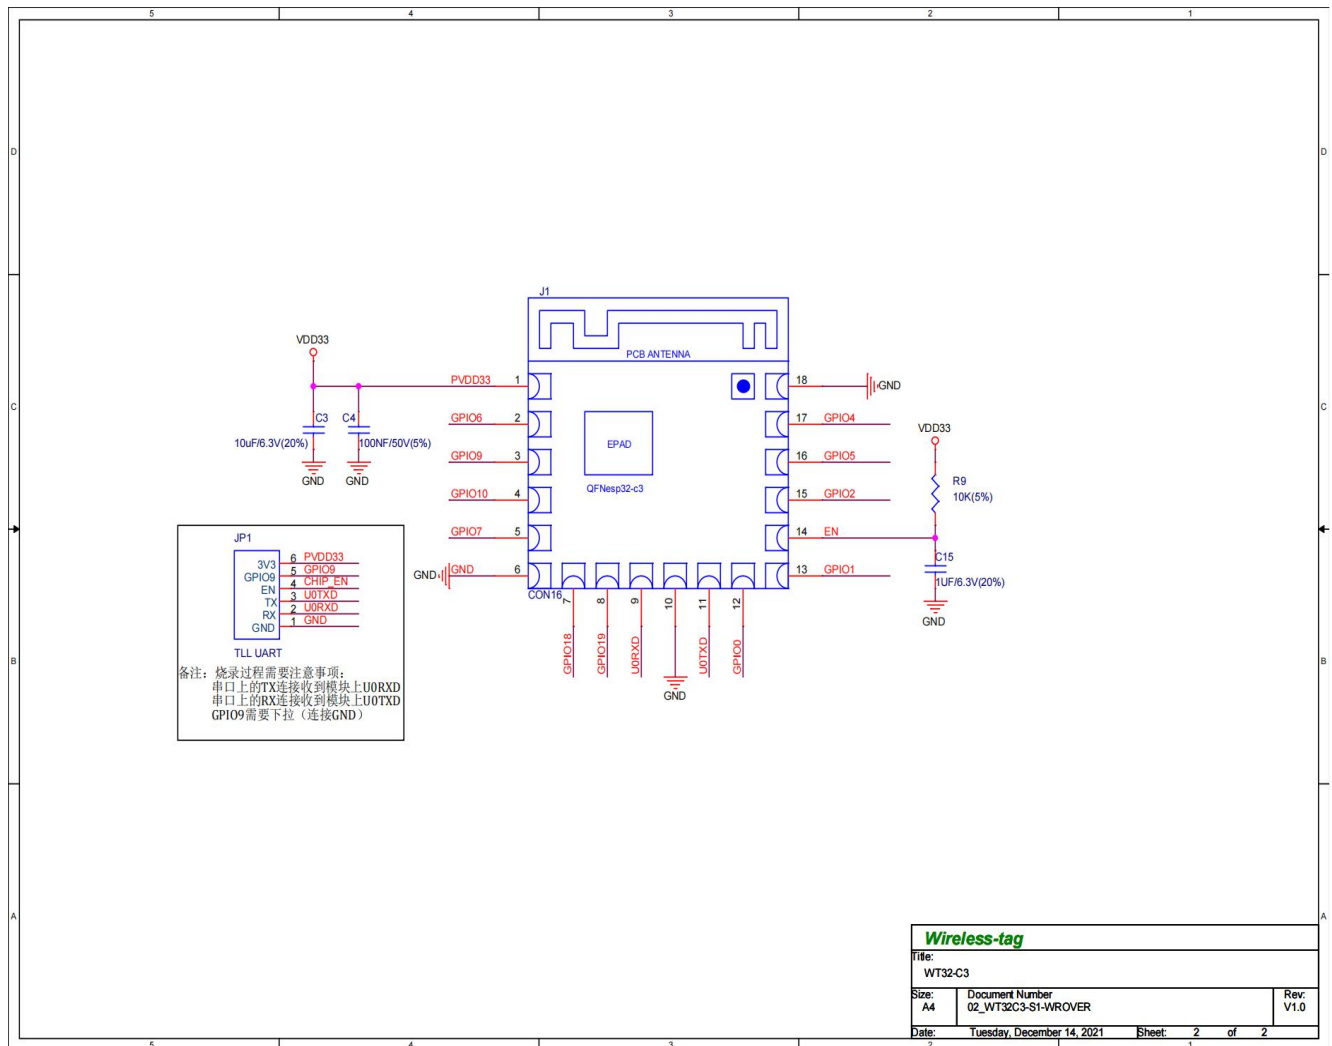 5 4 3 2 1
D D
C C
B B
A A
J1
PCB ANTENNA
EPAD
QFNesp32-c3
CON16
VDD33
PVDD33 1
GPIO6 2
GPIO9 3
GPIO10 4
GPIO7 5
GND GND 6
C3 C4
10uF/6.3V(20%) 100NF/50V(5%)
GND GND
18 GND
17 GPIO4
16 GPIO5
15 GPIO2
14 EN
13 GPIO1
VDD33
R9
10K(5%)
C15
1UF/6.3V(20%)
GND
7 8 9 10 11 12
GPIO18 GPIO19 U0RXD GND U0TXD GPIO0
JP1
3V3 6 PVDD33
GPIO9 5 GPIO9
EN 4 CHIP_EN
TX 3 U0TXD
RX 2 U0RXD
GND 1 GND
TLL UART
备注：烧录过程需要注意事项：
串口上的TX连接收到模块上U0RXD
串口上的RX连接收到模块上U0TXD
GPIO9需要下拉（连接GND）
Wireless-tag
Title:
WT32-C3
Size: Document Number Rev:
A4 02_WT32C3-S1-WROVER V1.0
Date: Tuesday, December 14, 2021 Sheet: 2 of 2
5 4 3 2 1